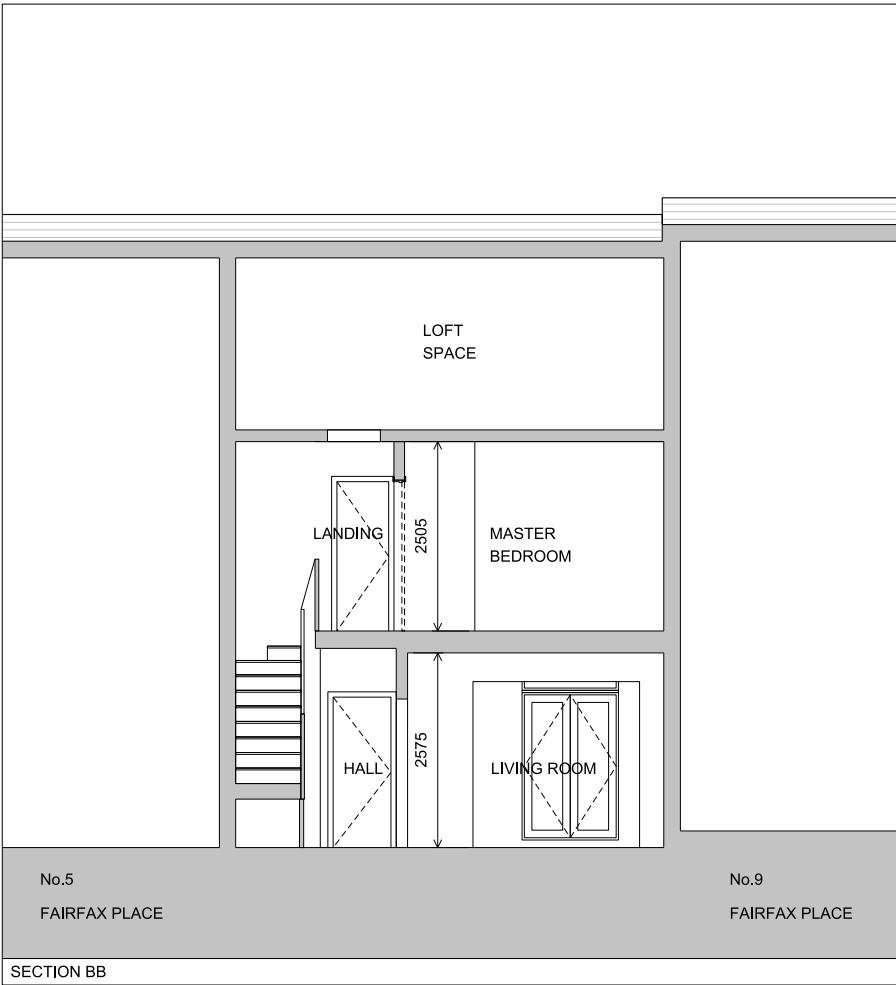 LOFT
SPACE
LANDING
2505
MASTER
BEDROOM
HALL
2575
LIVING ROOM
No.5
FAIRFAX PLACE
No.9
FAIRFAX PLACE
SECTION BB